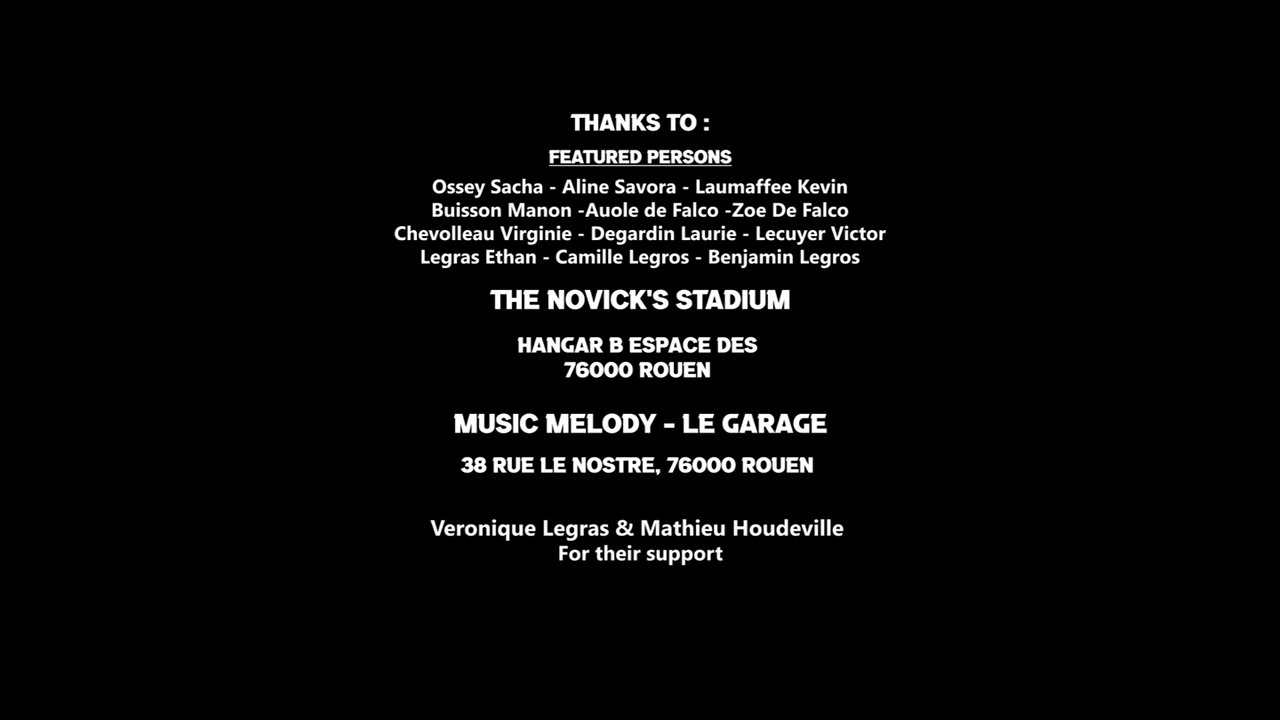 THANKS TO :
FEATURED PERSONS
Ossey Sacha - Aline Savora - Laumaffee Kevin
Buisson Manon -Auole de Falco -Zoe De Falco
Chevolleau Virginie - Degardin Laurie - Lecuyer Victor
Legras Ethan - Camille Legros - Benjamin Legros
THE NOVICK'S STADIUM
HANGAR B ESPACE DES
76000 ROUEN
MUSIC MELODY - LE GARAGE
38 RUE LE NOSTRE, 76000 ROUEN
Veronique Legras & Mathieu Houdeville
For their support